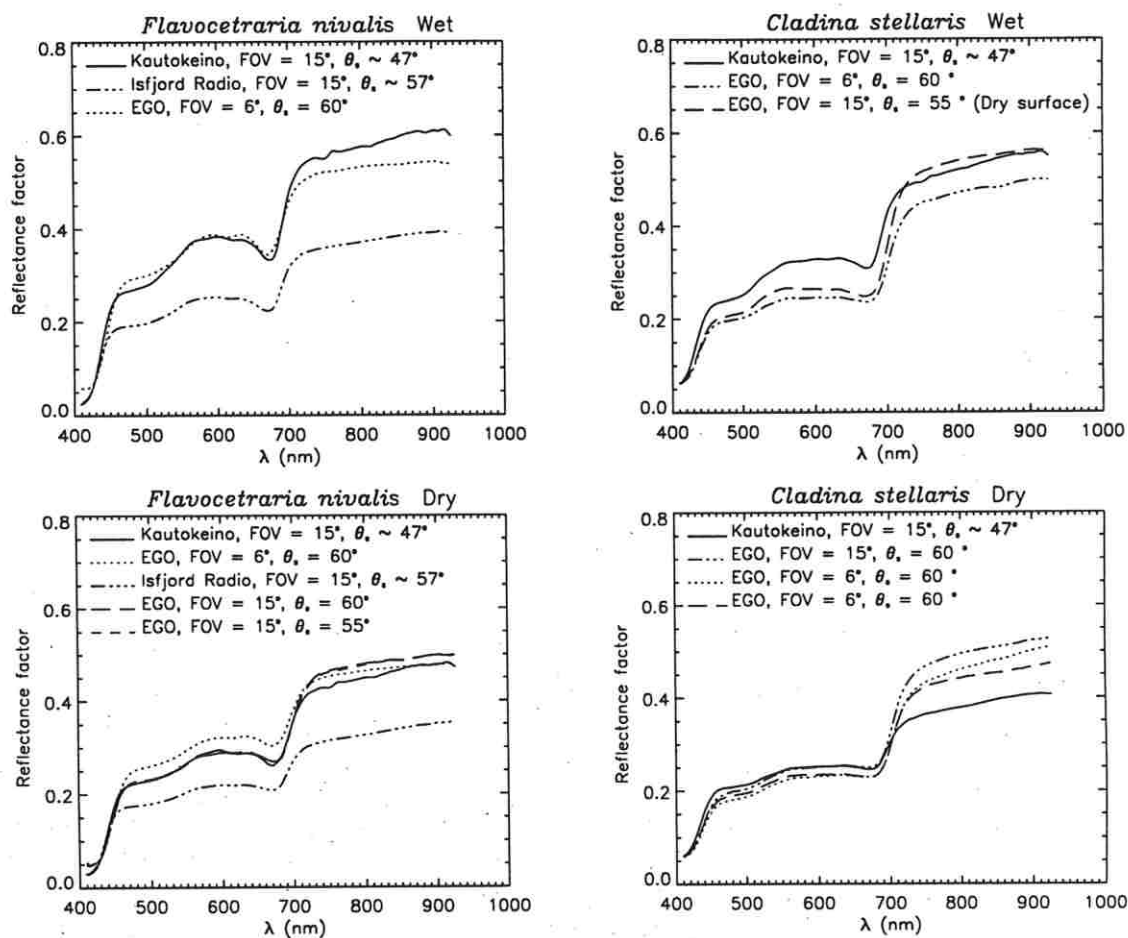 Flavocetraria nivalis Wet
Kautokeino, FOV = 15°, θs ~ 47°
Isfjord Radio, FOV = 15°, θs ~ 57°
EGO, FOV = 6°, θs = 60°
Reflectance factor
0.8
0.6
0.4
0.2
0.0
400 500 600 700 800 900 1000
λ (nm)
Cladina stellaris Wet
Kautokeino, FOV = 15°, θs ~ 47°
EGO, FOV = 6°, θs = 60 °
EGO, FOV = 15°, θs = 55 ° (Dry surface)
Reflectance factor
0.8
0.6
0.4
0.2
0.0
400 500 600 700 800 900 1000
λ (nm)
Flavocetraria nivalis Dry
Kautokeino, FOV = 15°, θs ~ 47°
EGO, FOV = 6°, θs = 60°
Isfjord Radio, FOV = 15°, θs ~ 57°
EGO, FOV = 15°, θs = 60°
EGO, FOV = 15°, θs = 55°
Reflectance factor
0.8
0.6
0.4
0.2
0.0
400 500 600 700 800 900 1000
λ (nm)
Cladina stellaris Dry
Kautokeino, FOV = 15°, θs ~ 47°
EGO, FOV = 15°, θs = 60 °
EGO, FOV = 6°, θs = 60 °
EGO, FOV = 6°, θs = 60 °
Reflectance factor
0.8
0.6
0.4
0.2
0.0
400 500 600 700 800 900 1000
λ (nm)